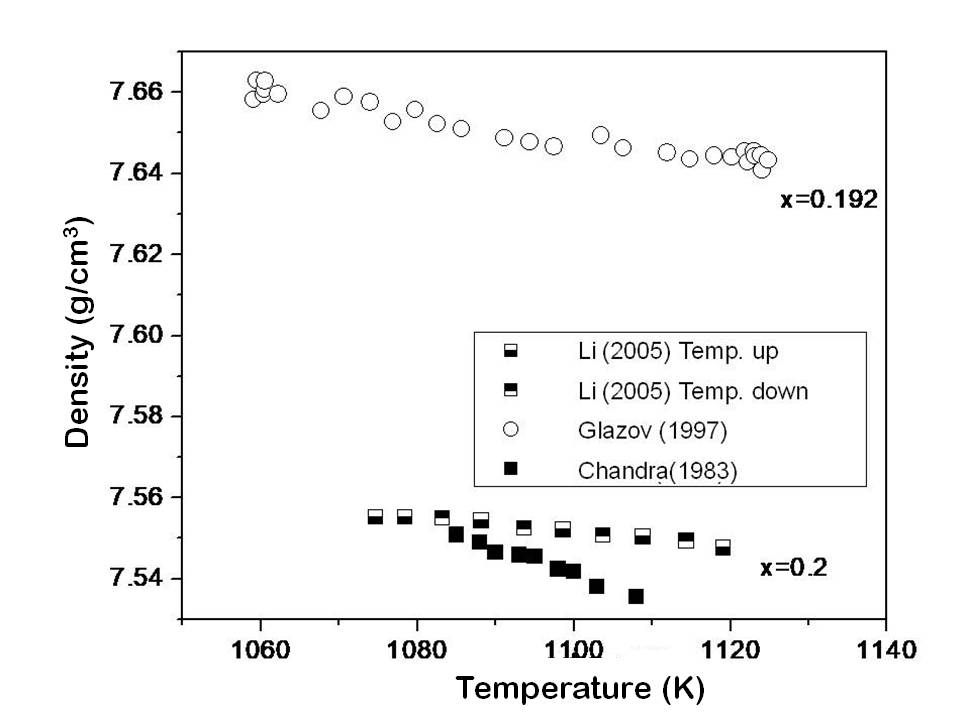 7.66
7.64
x=0.192
7.62
7.60
7.58
7.56
7.54
Density (g/cm³)
Li (2005) Temp. up
Li (2005) Temp. down
Glazov (1997)
Chandra(1983)
x=0.2
1060 1080 1100 1120 1140
Temperature (K)